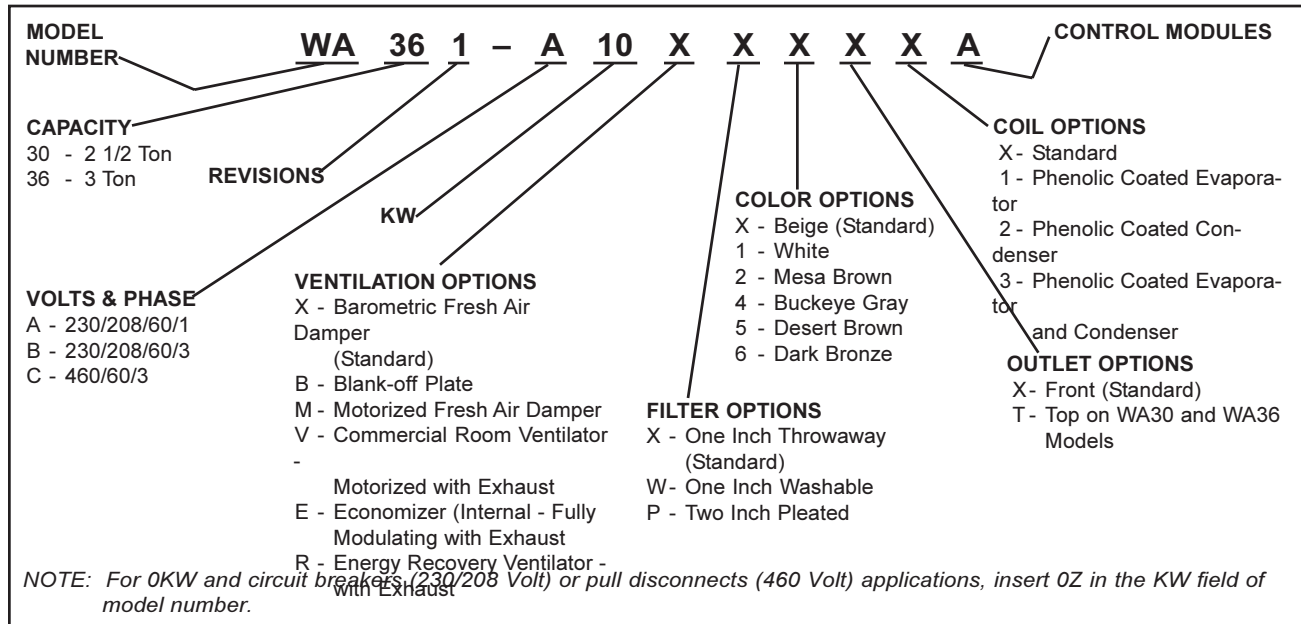 MODEL
NUMBER
WA 36 1 – A 10 X X X X X A
CONTROL MODULES
CAPACITY
30 - 2 1/2 Ton
36 - 3 Ton
REVISIONS
KW
VOLTS & PHASE
A - 230/208/60/1
B - 230/208/60/3
C - 460/60/3
VENTILATION OPTIONS
X - Barometric Fresh Air
Damper
(Standard)
B - Blank-off Plate
M - Motorized Fresh Air Damper
V - Commercial Room Ventilator
-
Motorized with Exhaust
E - Economizer (Internal - Fully
Modulating with Exhaust
R - Energy Recovery Ventilator -
with Exhaust
FILTER OPTIONS
X - One Inch Throwaway
(Standard)
W - One Inch Washable
P - Two Inch Pleated
COLOR OPTIONS
X - Beige (Standard)
1 - White
2 - Mesa Brown
4 - Buckeye Gray
5 - Desert Brown
6 - Dark Bronze
COIL OPTIONS
X - Standard
1 - Phenolic Coated Evapora-
tor
2 - Phenolic Coated Con-
denser
3 - Phenolic Coated Evapora-
tor
and Condenser
OUTLET OPTIONS
X - Front (Standard)
T - Top on WA30 and WA36
Models
NOTE: For 0KW and circuit breakers (230/208 Volt) or pull disconnects (460 Volt) applications, insert 0Z in the KW field of
model number.